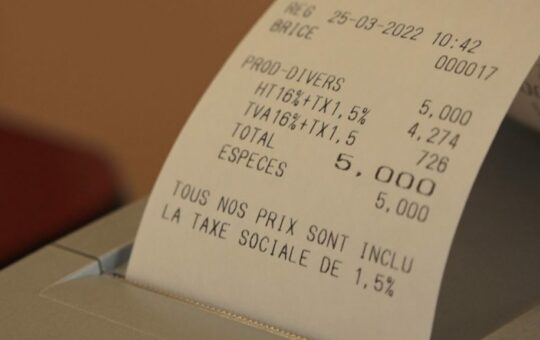 REG 25-03-2022 10:42
BRICE 000017
PROD-DIVERS 5,000
HT16%+TX1,5% 4,274
TVA16%+TX1,5 726
TOTAL 5,000
ESPECES 5,000
TOUS NOS PRIX SONT INCLU
LA TAXE SOCIALE DE 1,5%